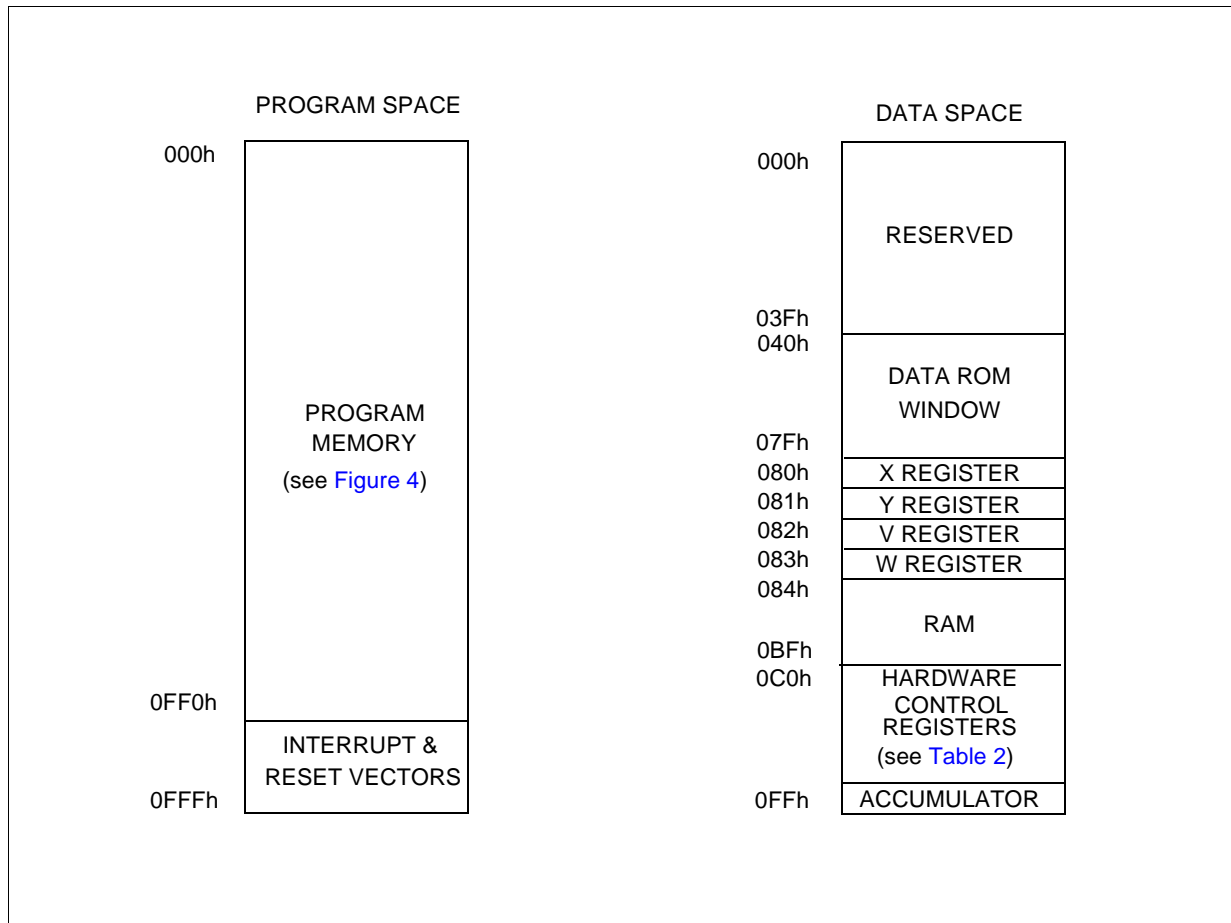 PROGRAM SPACE
000h
PROGRAM
MEMORY
(see Figure 4)
0FF0h
INTERRUPT &
RESET VECTORS
0FFFh
DATA SPACE
000h
RESERVED
03Fh
040h
DATA ROM
WINDOW
07Fh
080h X REGISTER
081h Y REGISTER
082h V REGISTER
083h W REGISTER
084h
RAM
0BFh
0C0h HARDWARE
CONTROL
REGISTERS
(see Table 2)
0FFh ACCUMULATOR